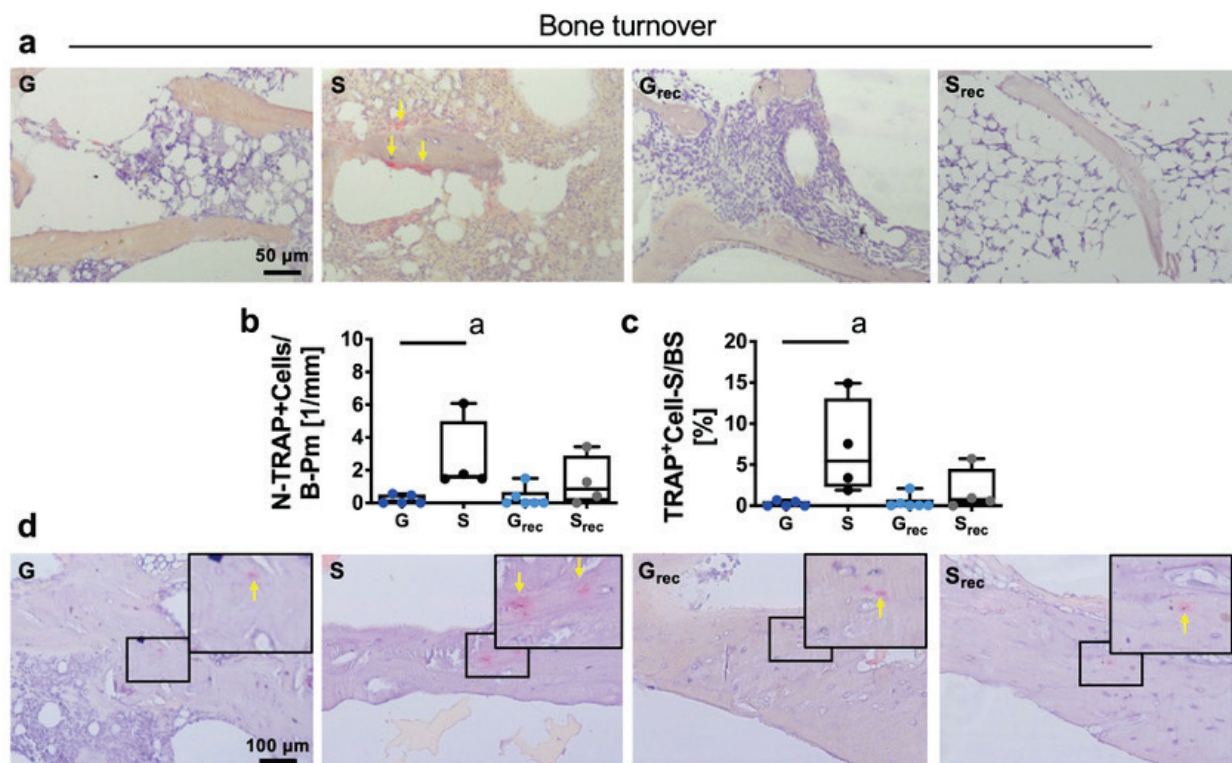 Bone turnover
a
G
S
Grec
Srec
50 µm
b
N-TRAP+Cells/
B-Pm [1/mm]
10
8
6
4
2
0
a
G
S
Grec
Srec
c
TRAP+Cell-S/BS
[%]
20
15
10
5
0
a
G
S
Grec
Srec
d
G
S
Grec
Srec
100 µm